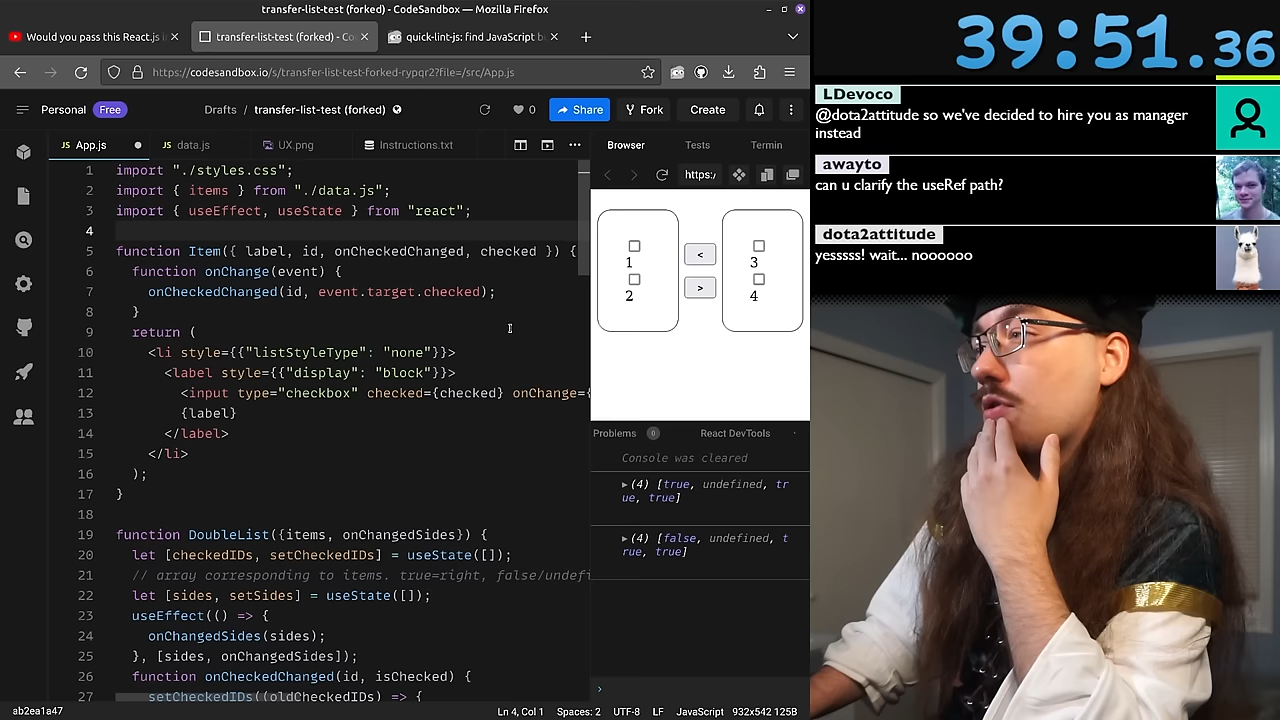 transfer-list-test (forked) - CodeSandbox — Mozilla Firefox
Would you pass this React.js i
transfer-list-test (forked) - Co
quick-lint-js: find JavaScript b
https://codesandbox.io/s/transfer-list-test-forked-rypqr2?file=/src/App.js
Personal Free
Drafts / transfer-list-test (forked)
0
Share
Fork
Create
JS App.js
JS data.js
UX.png
Instructions.txt
1 import "./styles.css";
2 import { items } from "./data.js";
3 import { useEffect, useState } from "react";
4
5 function Item({ label, id, onCheckedChanged, checked }) {
6 function onChange(event) {
7 onCheckedChanged(id, event.target.checked);
8 }
9 return (
10 <li style={{"listStyleType": "none"}}>
11 <label style={{"display": "block"}}>
12 <input type="checkbox" checked={checked} onChange={
13 {label}
14 </label>
15 </li>
16 );
17 }
18
19 function DoubleList({items, onChangedSides}) {
20 let [checkedIDs, setCheckedIDs] = useState([]);
21 // array corresponding to items. true=right, false/undefi
22 let [sides, setSides] = useState([]);
23 useEffect(() => {
24 onChangedSides(sides);
25 }, [sides, onChangedSides]);
26 function onCheckedChanged(id, isChecked) {
27 setCheckedIDs((oldCheckedIDs) => {
ab2ea1a47
Ln 4, Col 1 Spaces: 2 UTF-8 LF JavaScript 932x542 125B
Browser Tests Termin
https:/
1
2
<
>
3
4
Problems 0 React DevTools
Console was cleared
(4) [true, undefined, tr
ue, true]
(4) [false, undefined, t
rue, true]
39:51.36
LDevoco
@dota2attitude so we've decided to hire you as manager
instead
awayto
can u clarify the useRef path?
dota2attitude
yesssss! wait... noooooo